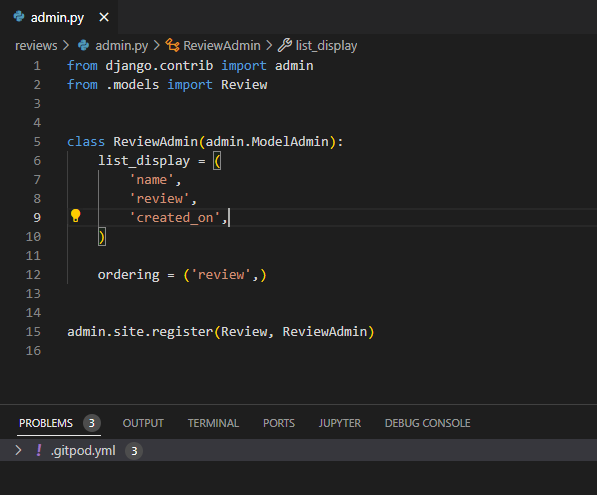 admin.py
reviews > admin.py > ReviewAdmin > list_display
1 from django.contrib import admin
2 from .models import Review
3
4
5 class ReviewAdmin(admin.ModelAdmin):
6     list_display = (
7         'name',
8         'review',
9         'created_on',
10     )
11
12     ordering = ('review',)
13
14
15 admin.site.register(Review, ReviewAdmin)
16
PROBLEMS 3 OUTPUT TERMINAL PORTS JUPYTER DEBUG CONSOLE
> ! .gitpod.yml 3